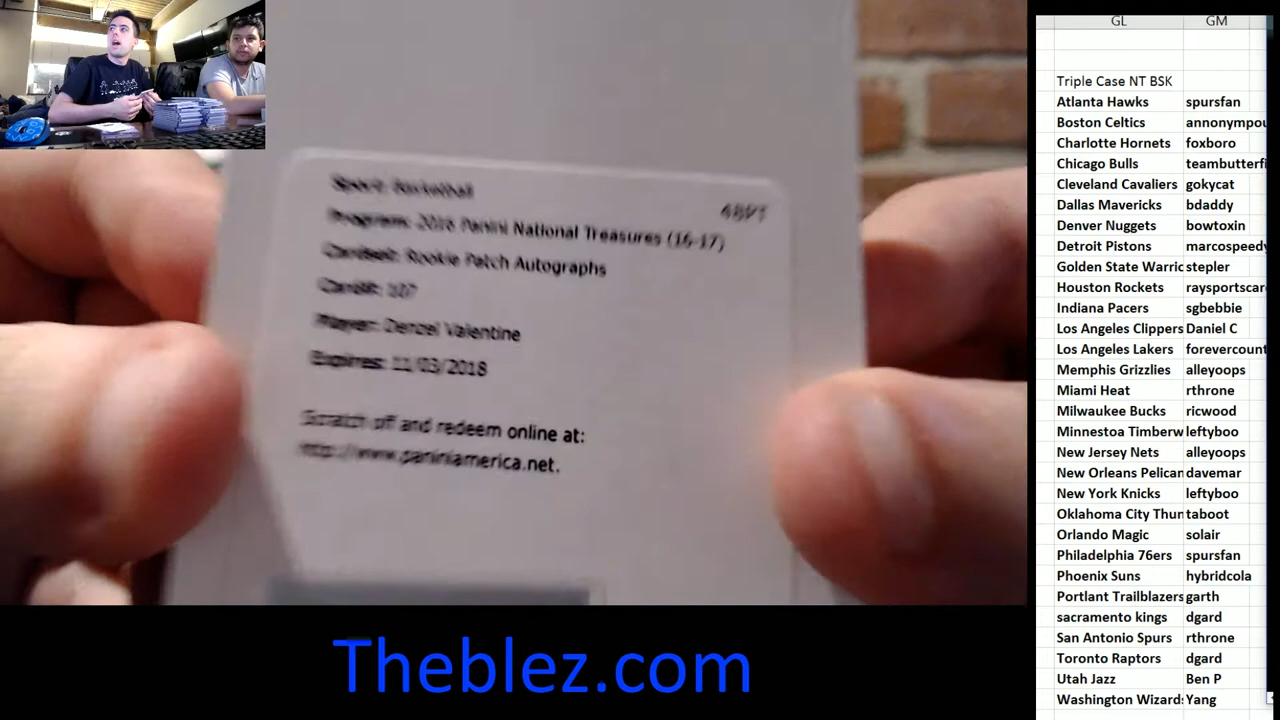 GL GM
Triple Case NT BSK
Atlanta Hawks spursfan
Boston Celtics annonympou
Charlotte Hornets foxboro
Chicago Bulls teambutterfi
Cleveland Cavaliers gokycat
Dallas Mavericks bdaddy
Denver Nuggets bowtoxin
Detroit Pistons marcospeedy
Golden State Warric stepler
Houston Rockets raysportscar
Indiana Pacers sgbebbie
Los Angeles Clippers Daniel C
Los Angeles Lakers forevercount
Memphis Grizzlies alleyoops
Miami Heat rthrone
Milwaukee Bucks ricwood
Minnestoa Timberw leftyboo
New Jersey Nets alleyoops
New Orleans Pelican davemar
New York Knicks leftyboo
Oklahoma City Thun taboot
Orlando Magic solair
Philadelphia 76ers spursfan
Phoenix Suns hybridcola
Portlant Trailblazers garth
sacramento kings dgard
San Antonio Spurs rthrone
Toronto Raptors dgard
Utah Jazz Ben P
Washington Wizards Yang
Sport: Basketball
Program: 2016 Panini National Treasures (16-17)
Cardset: Rookie Patch Autographs
Card#: 107
Player: Denzel Valentine
Expires: 11/03/2018
Scratch off and redeem online at:
http://www.paniniamerica.net.
Theblez.com